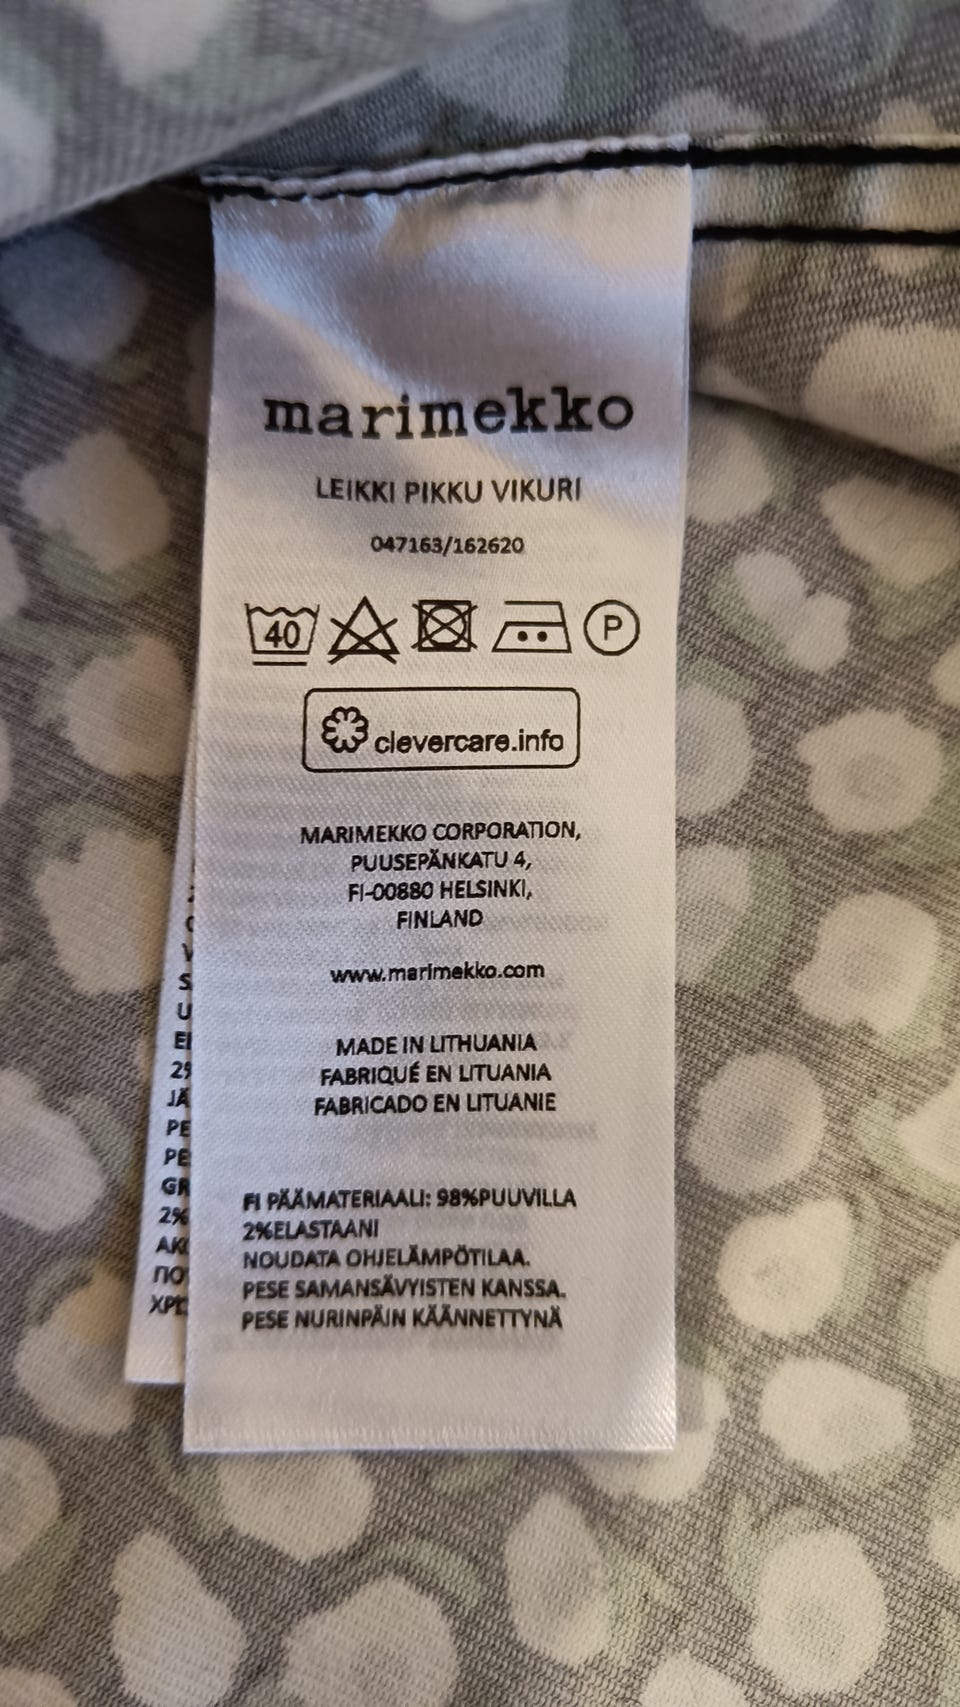 marimekko
LEIKKI PIKKU VIKURI
047163/162620
40
P
clevercare.info
MARIMEKKO CORPORATION,
PUUSEPÄNKATU 4,
FI-00880 HELSINKI,
FINLAND
www.marimekko.com
MADE IN LITHUANIA
FABRIQUÉ EN LITUANIA
FABRICADO EN LITUANIE
FI PÄÄMATERIAALI: 98%PUUVILLA
2%ELASTAANI
NOUDATA OHJELÄMPÖTILAA.
PESE SAMANSÄVYISTEN KANSSA.
PESE NURINPÄIN KÄÄNNETTYNÄ